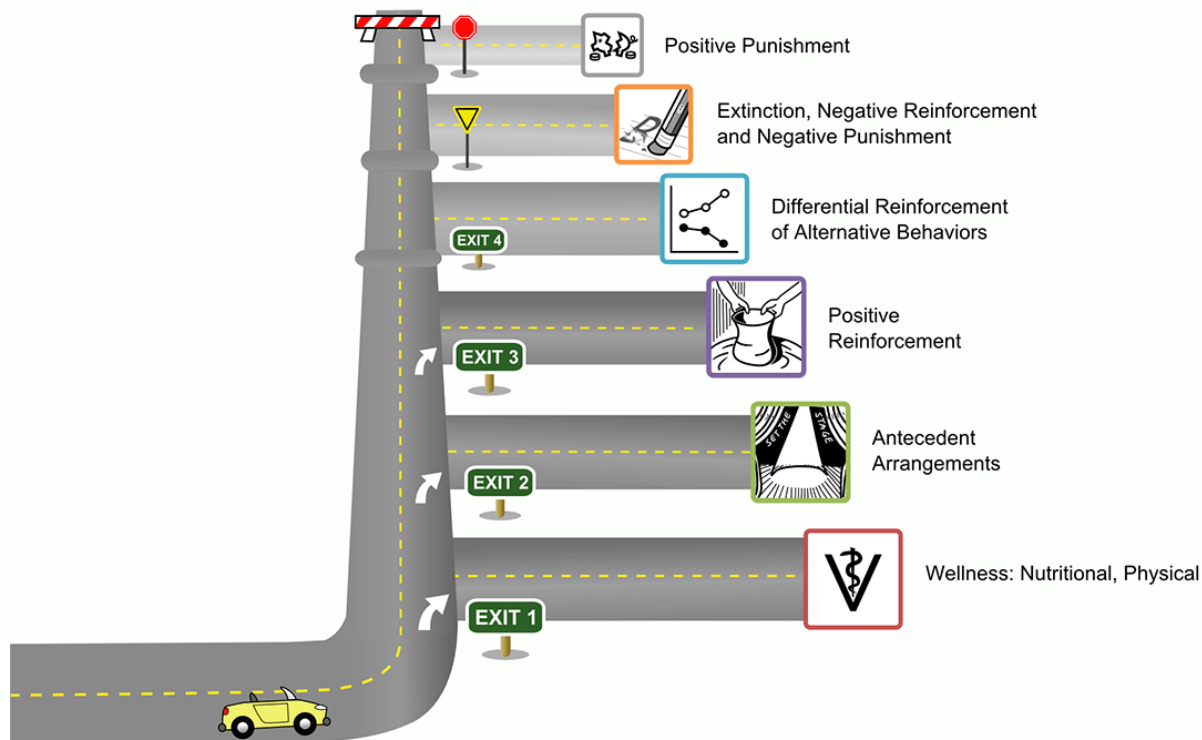 Positive Punishment
Extinction, Negative Reinforcement
and Negative Punishment
Differential Reinforcement
of Alternative Behaviors
EXIT 4
Positive
Reinforcement
EXIT 3
SET THE
STAGE
Antecedent
Arrangements
EXIT 2
Wellness: Nutritional, Physical
V
EXIT 1